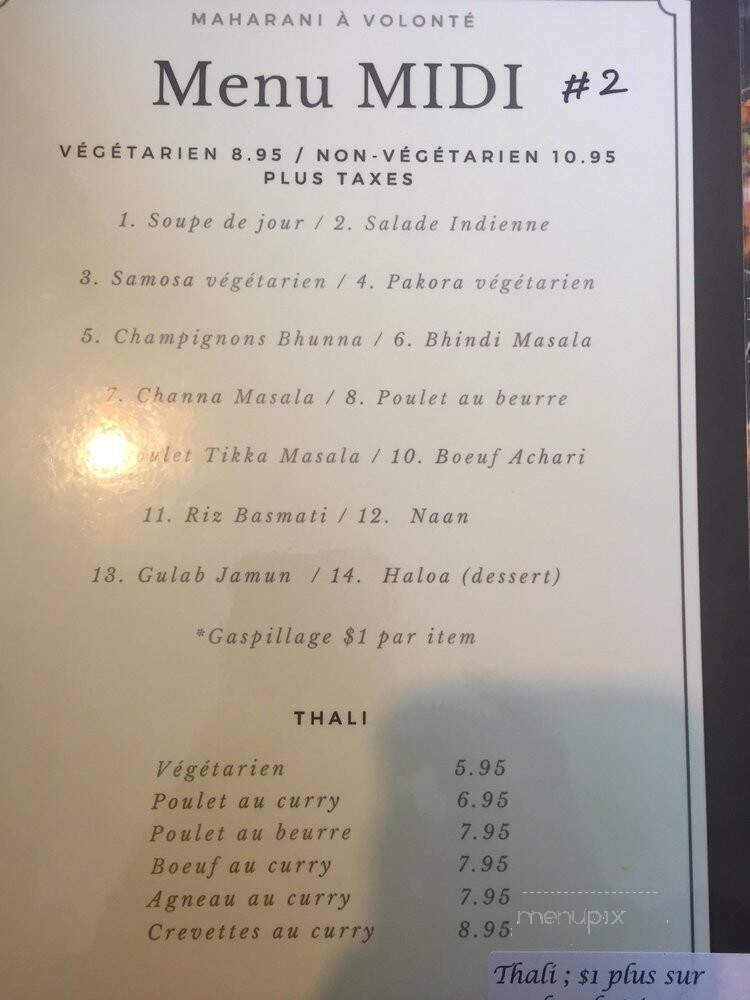 MAHARANI À VOLONTÉ
Menu MIDI #2
VÉGÉTARIEN 8.95 / NON-VÉGÉTARIEN 10.95
PLUS TAXES
1. Soupe de jour / 2. Salade Indienne
3. Samosa végétarien / 4. Pakora végétarien
5. Champignons Bhunna / 6. Bhindi Masala
7. Channa Masala / 8. Poulet au beurre
Tikka Masala / 10. Boeuf Achari
11. Riz Basmati / 12. Naan
13. Gulab Jamun / 14. Haloa (dessert)
*Gaspillage $1 par item
THALI
Végétarien 5.95
Poulet au curry 6.95
Poulet au beurre 7.95
Boeuf au curry 7.95
Agneau au curry 7.95
Crevettes au curry 8.95
menupix
Thali ; $1 plus sur